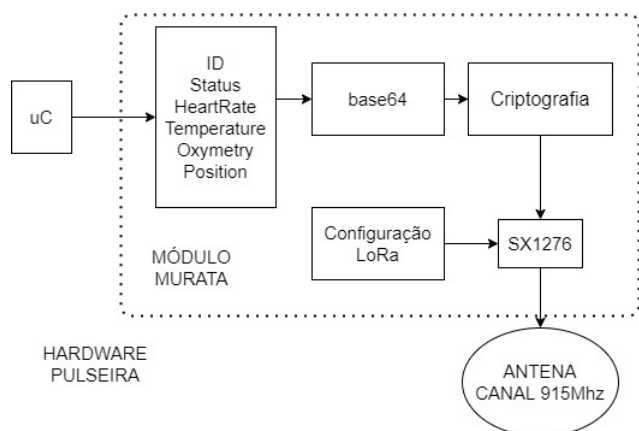 uC
ID
Status
HeartRate
Temperature
Oxymetry
Position
base64
Criptografia
Configuração
LoRa
SX1276
MÓDULO
MURATA
HARDWARE
PULSEIRA
ANTENA
CANAL 915Mhz